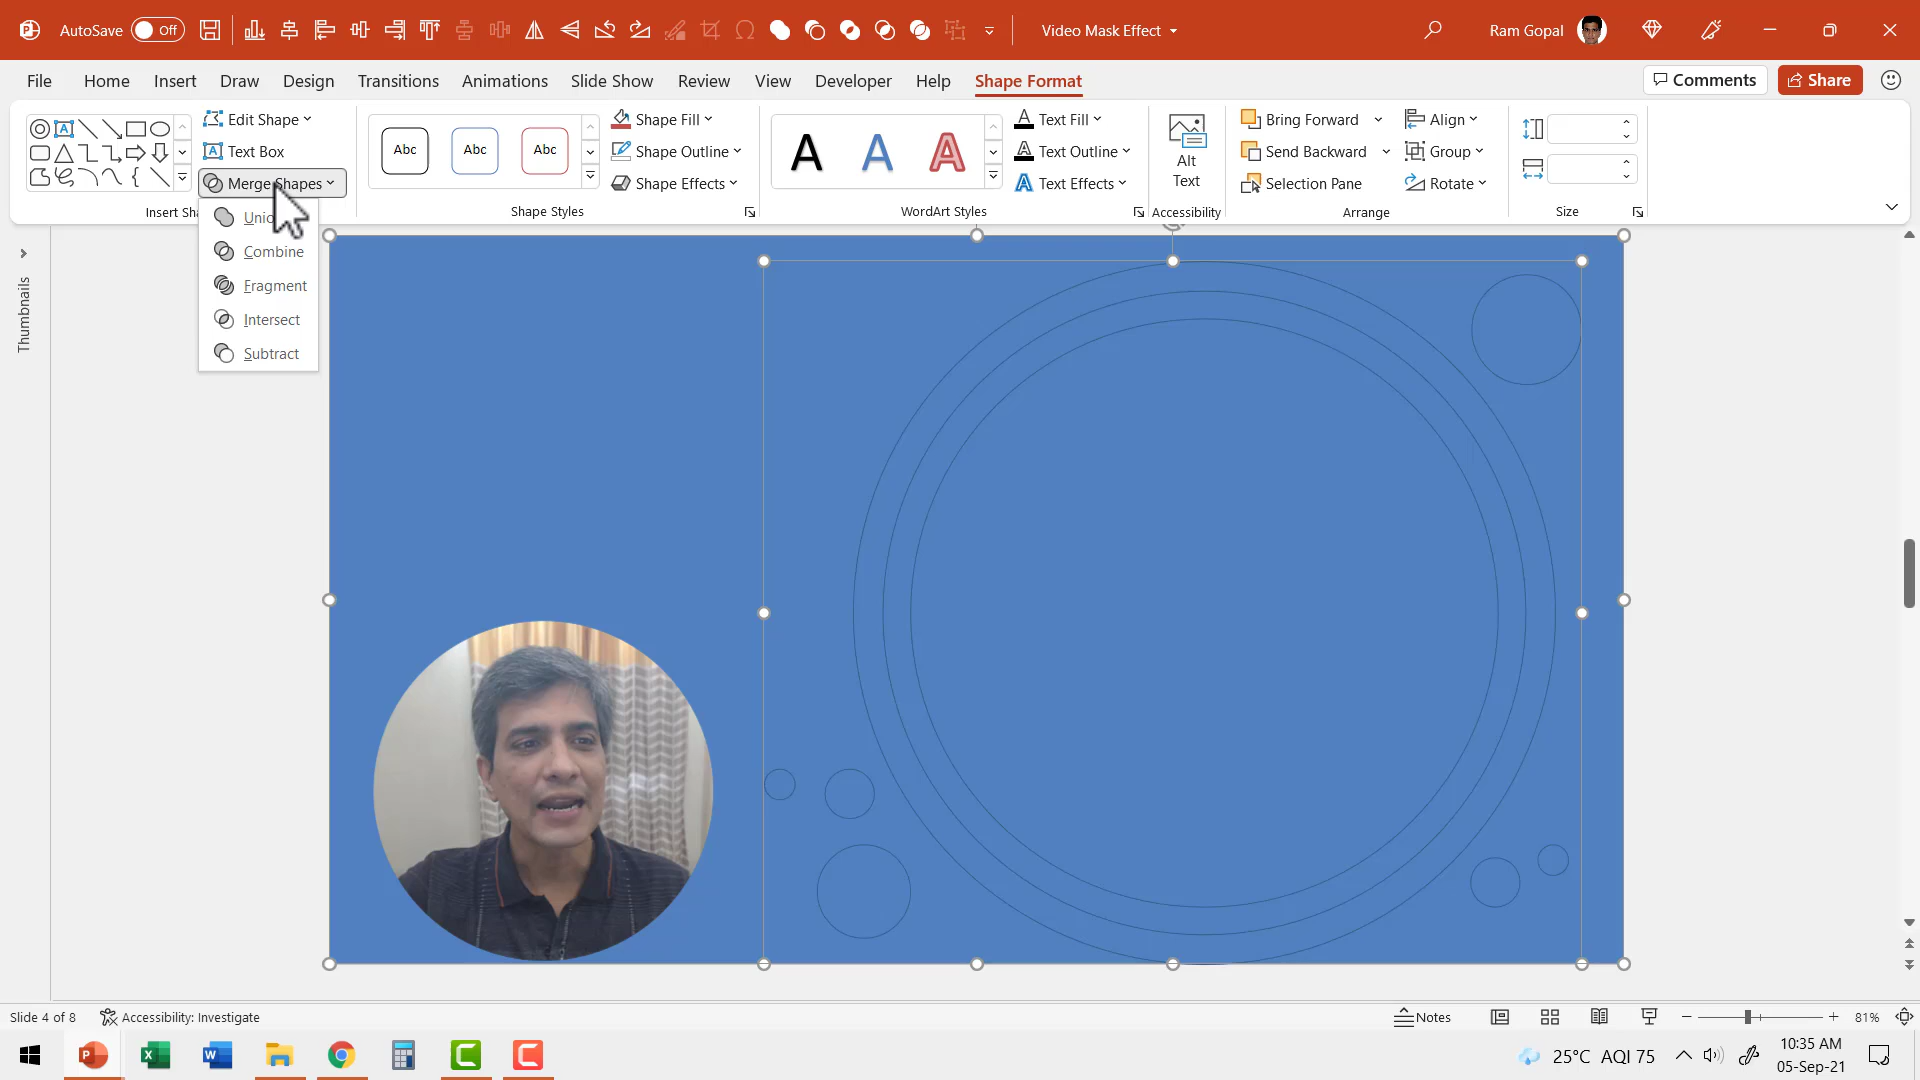 AutoSave Off Video Mask Effect Ram Gopal
File Home Insert Draw Design Transitions Animations Slide Show Review View Developer Help Shape Format Comments Share
Edit Shape
Text Box
Merge Shapes
Abc Abc Abc
Shape Fill
Shape Outline
Shape Effects
A A A
Text Fill
Text Outline
Text Effects
Alt
Text
Bring Forward
Send Backward
Selection Pane
Align
Group
Rotate
Insert Sha Shape Styles WordArt Styles Accessibility Arrange Size
Unio
Combine
Fragment
Intersect
Subtract
Thumbnails
Slide 4 of 8 Accessibility: Investigate Notes 81%
25°C AQI 75 10:35 AM
05-Sep-21